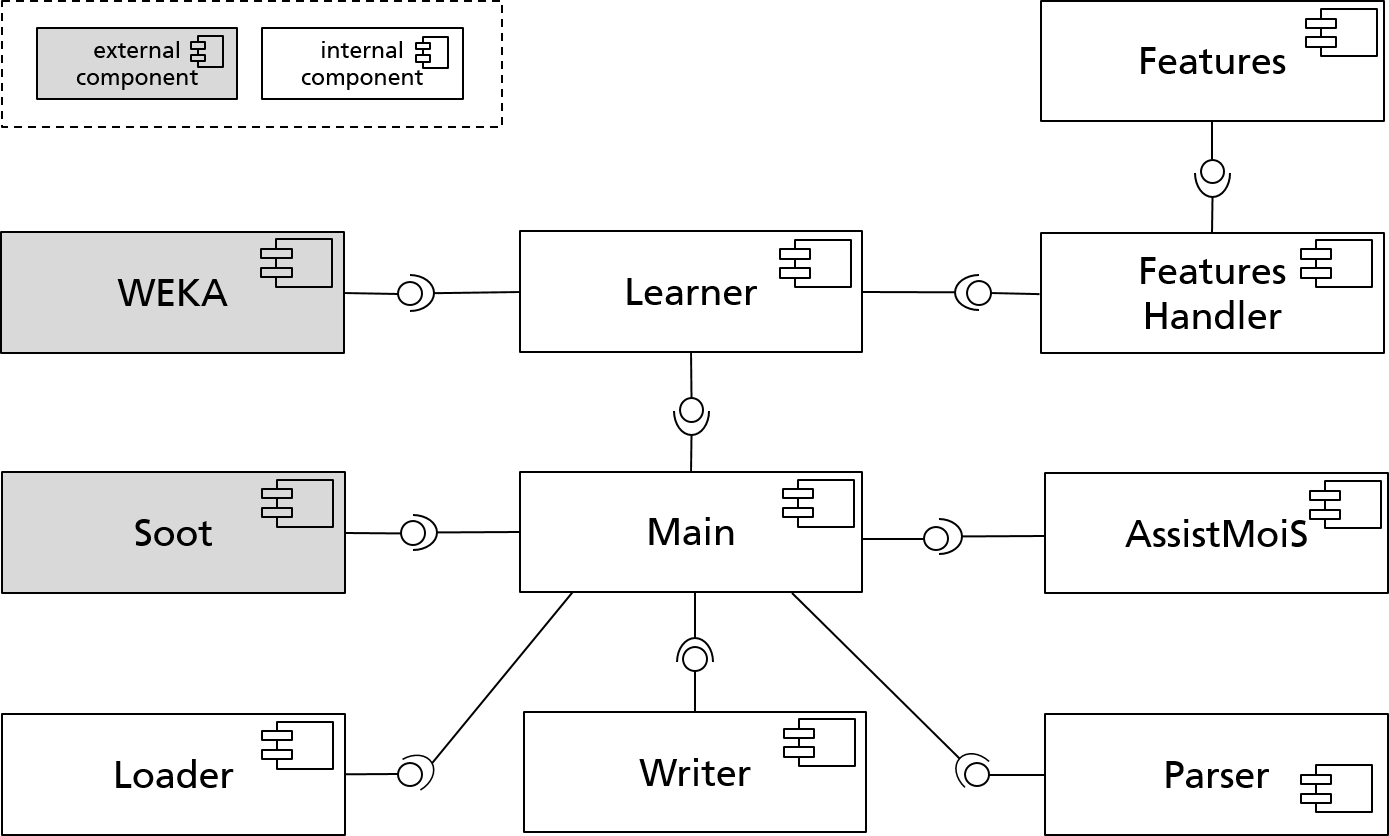 external
component
internal
component
Features
WEKA
Learner
Features
Handler
Soot
Main
AssistMoiS
Loader
Writer
Parser